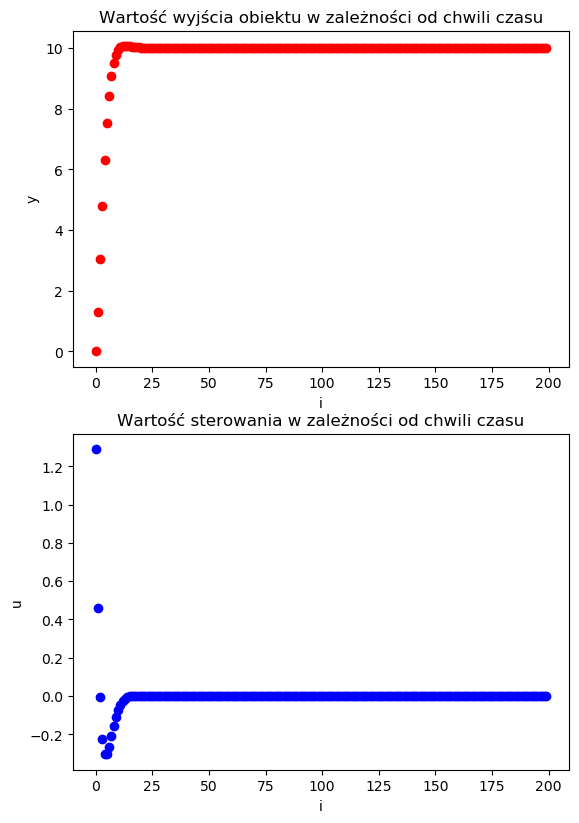 Wartość wyjścia obiektu w zależności od chwili czasu
10
8
6
4
2
0
y
0 25 50 75 100 125 150 175 200
i
Wartość sterowania w zależności od chwili czasu
1.2
1.0
0.8
0.6
0.4
0.2
0.0
−0.2
u
0 25 50 75 100 125 150 175 200
i